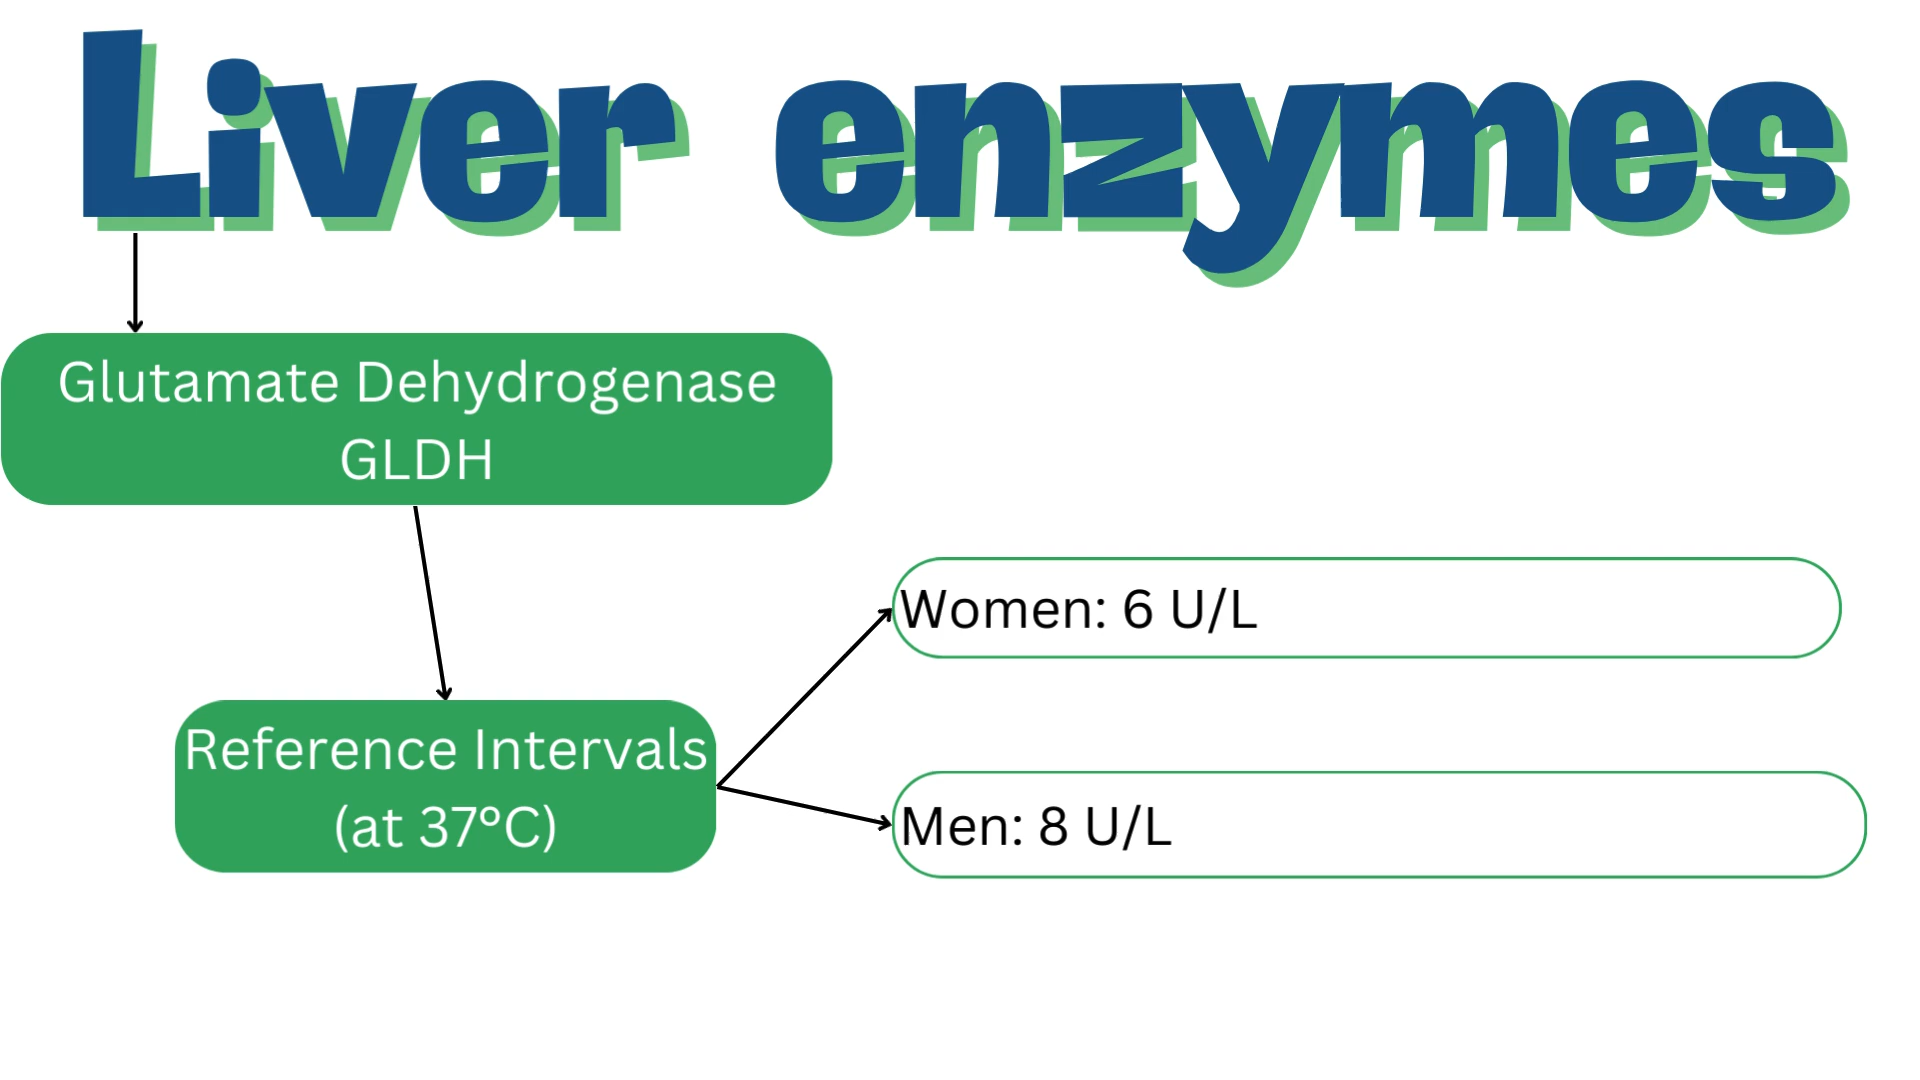 Liver enzymes
Glutamate Dehydrogenase
GLDH
Women: 6 U/L
Reference Intervals
(at 37°C)
Men: 8 U/L